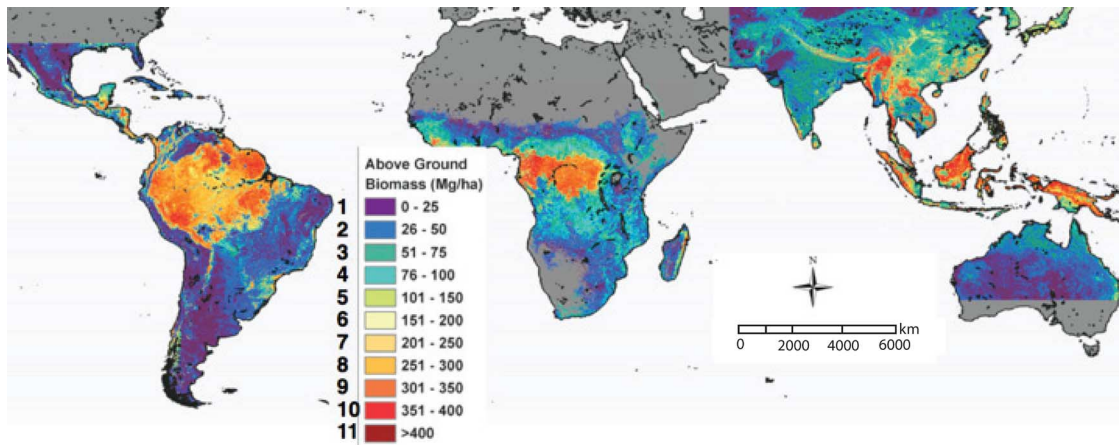 Above Ground
Biomass (Mg/ha)
1 0 - 25
2 26 - 50
3 51 - 75
4 76 - 100
5 101 - 150
6 151 - 200
7 201 - 250
8 251 - 300
9 301 - 350
10 351 - 400
11 >400
N
km
0 2000 4000 6000